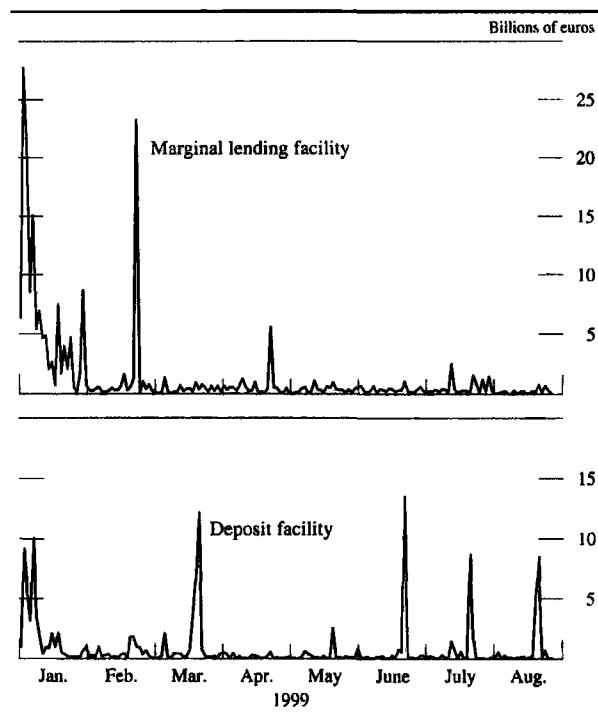 Billions of euros
25
Marginal lending facility
20
15
10
5
15
Deposit facility
10
5
Jan. Feb. Mar. Apr. May June July Aug.
1999